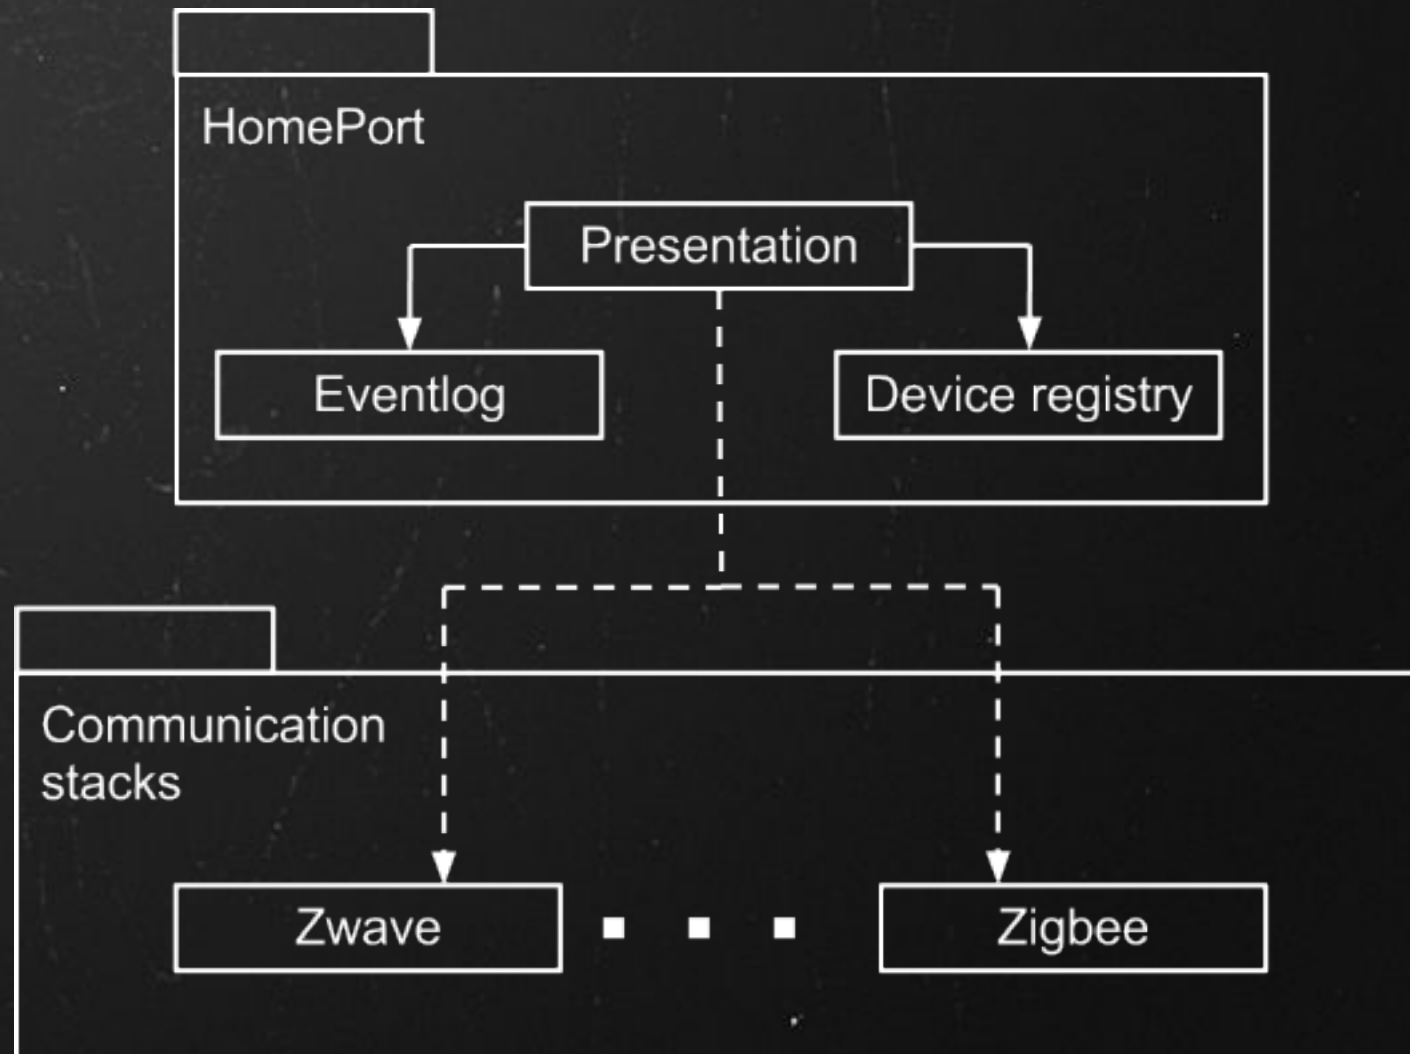 HomePort
Presentation
Eventlog
Device registry
Communication
stacks
Zwave
Zigbee